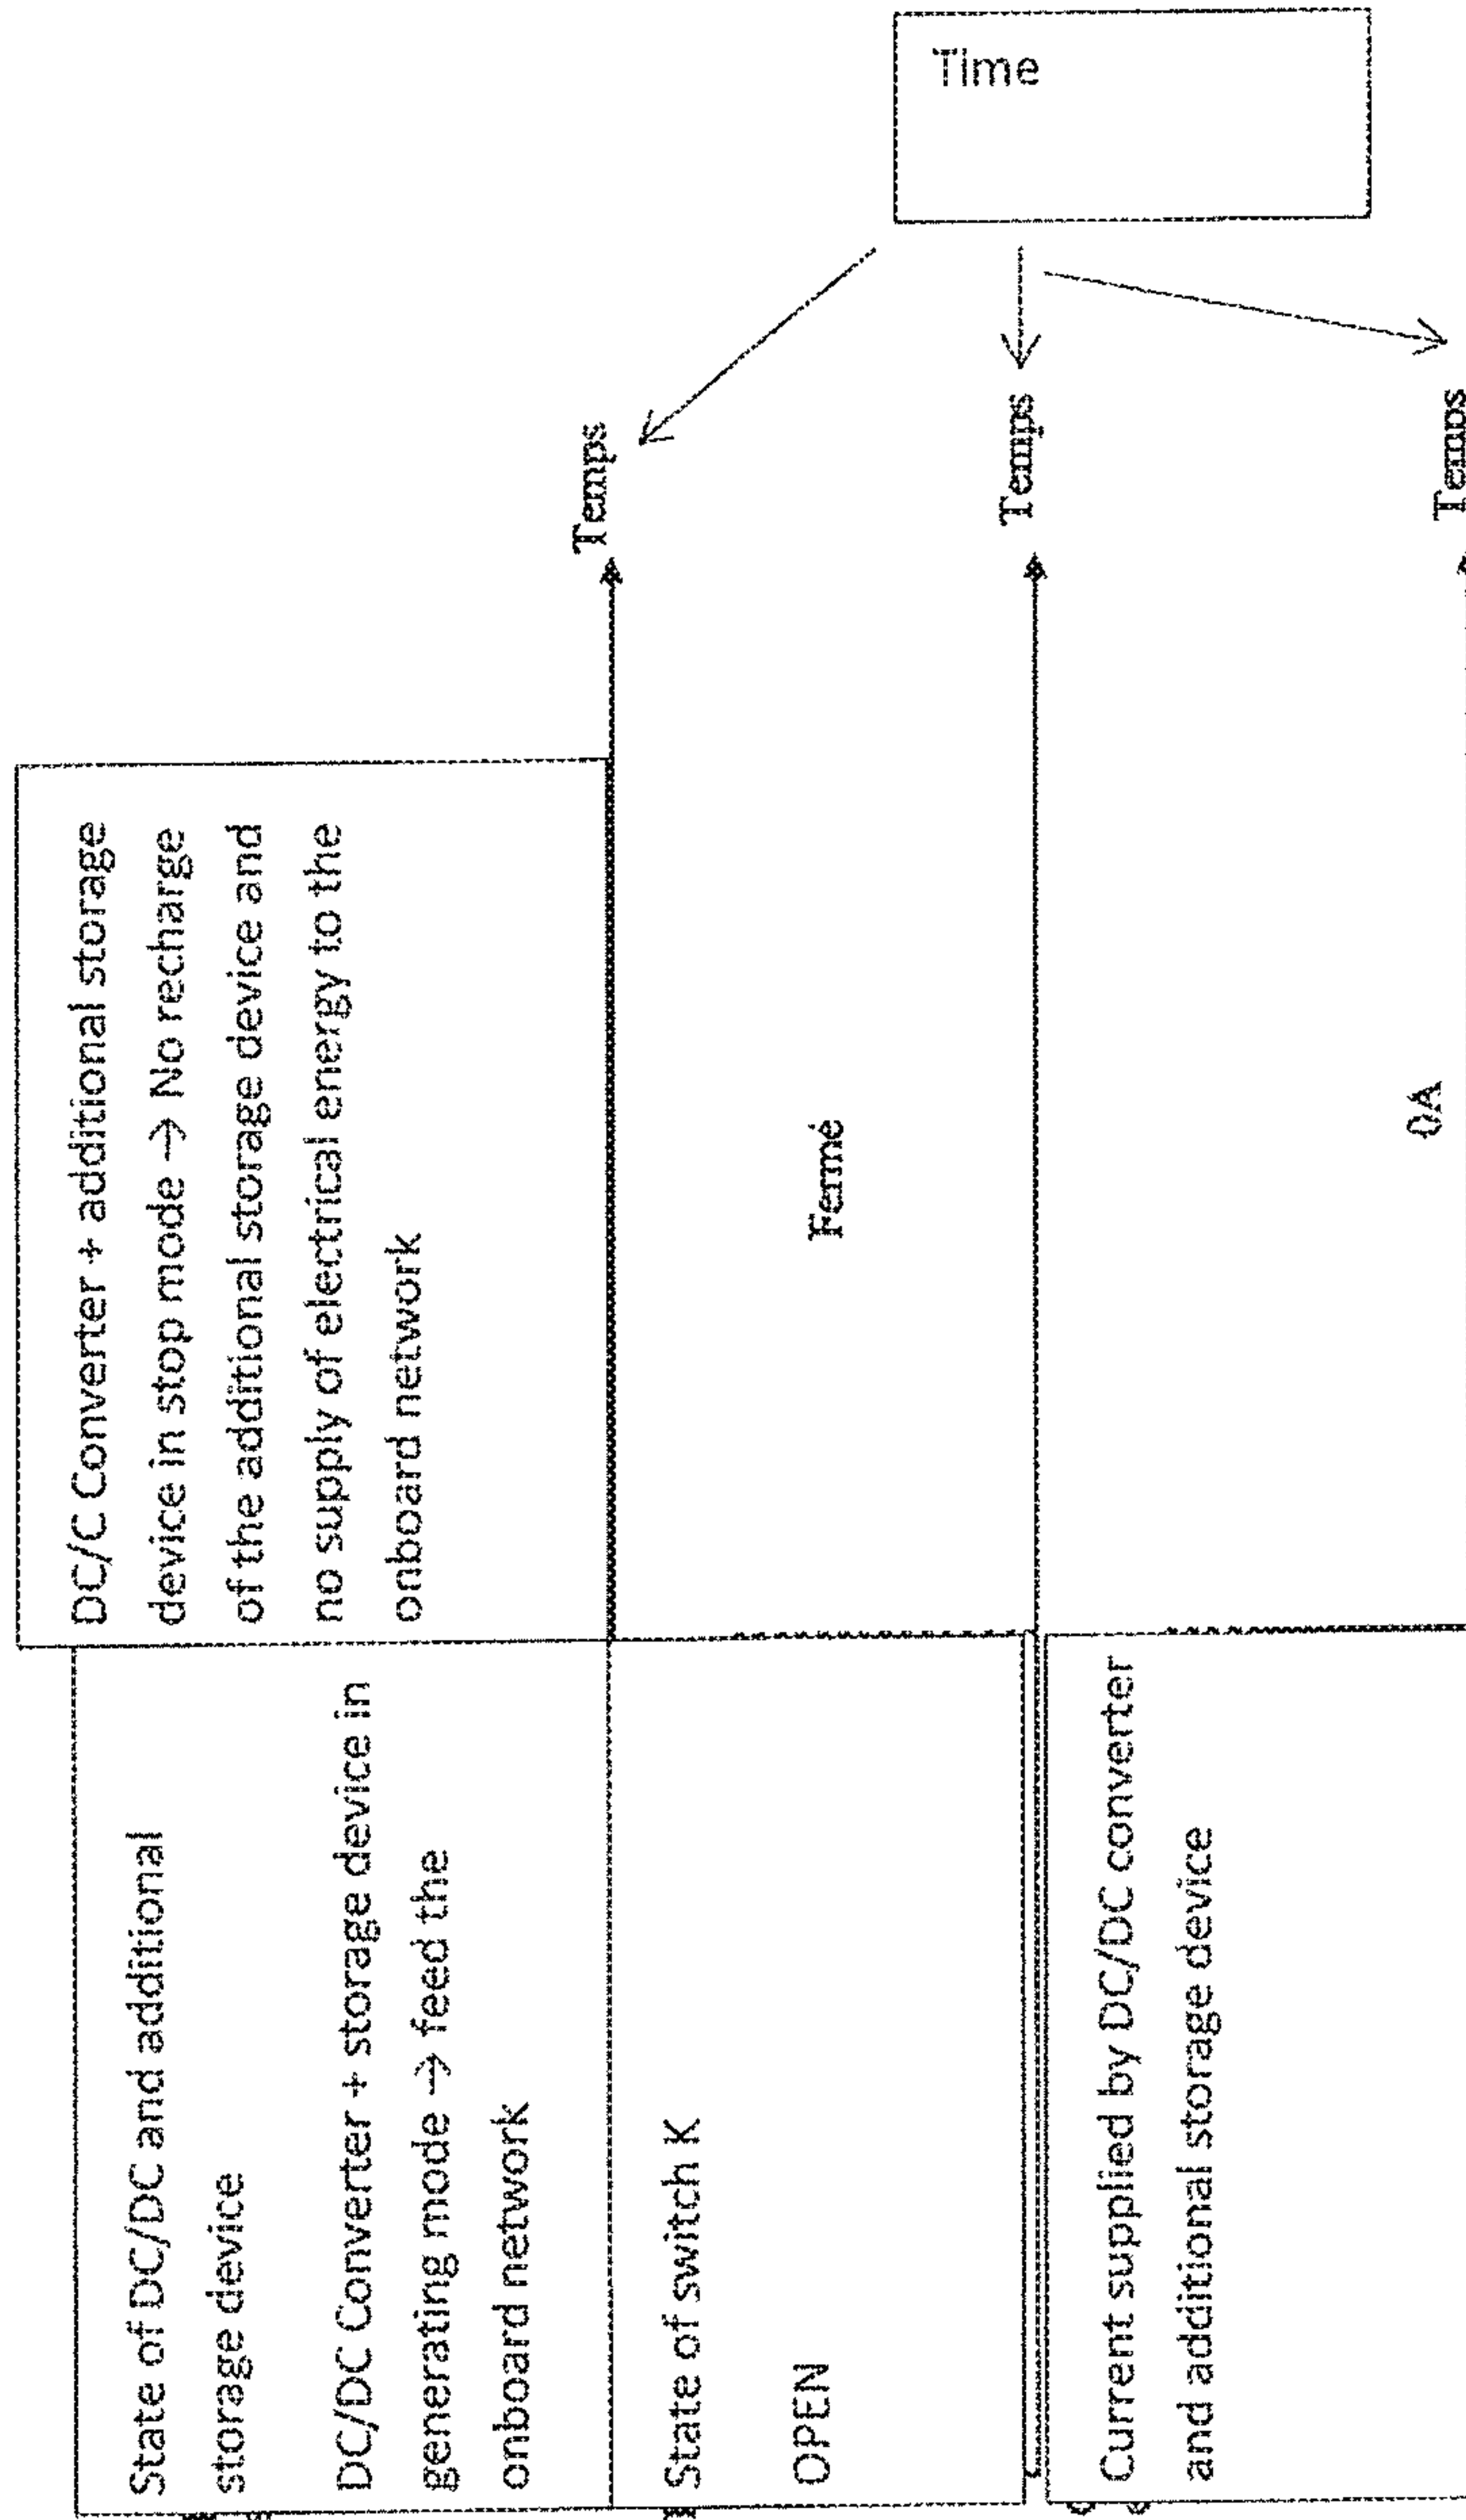 State of DC/DC and additional
storage device
DC/DC Converter + storage device in
generating mode → feed the
onboard network
DC/C Converter + additional storage
device in stop mode → No recharge
of the additional storage device and
no supply of electrical energy to the
onboard network
Temps
State of switch K
OPEN
Fermé
Temps
Time
Current supplied by DC/DC converter
and additional storage device
0A
Temps